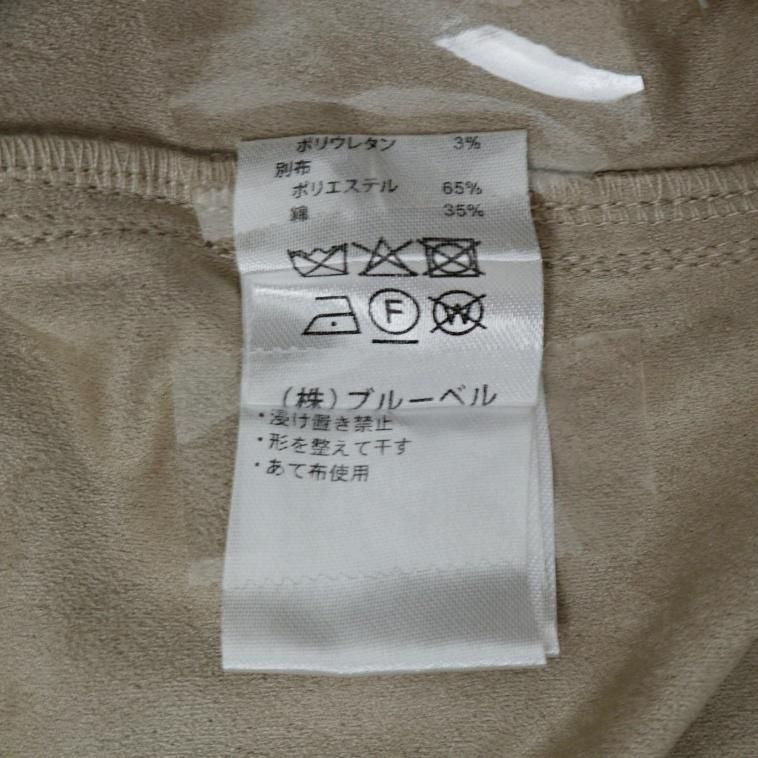 ポリウレタン 3%
別布
ポリエステル 65%
綿 35%
F
W
(株)ブルーベル
・浸け置き禁止
・形を整えて干す
・あて布使用